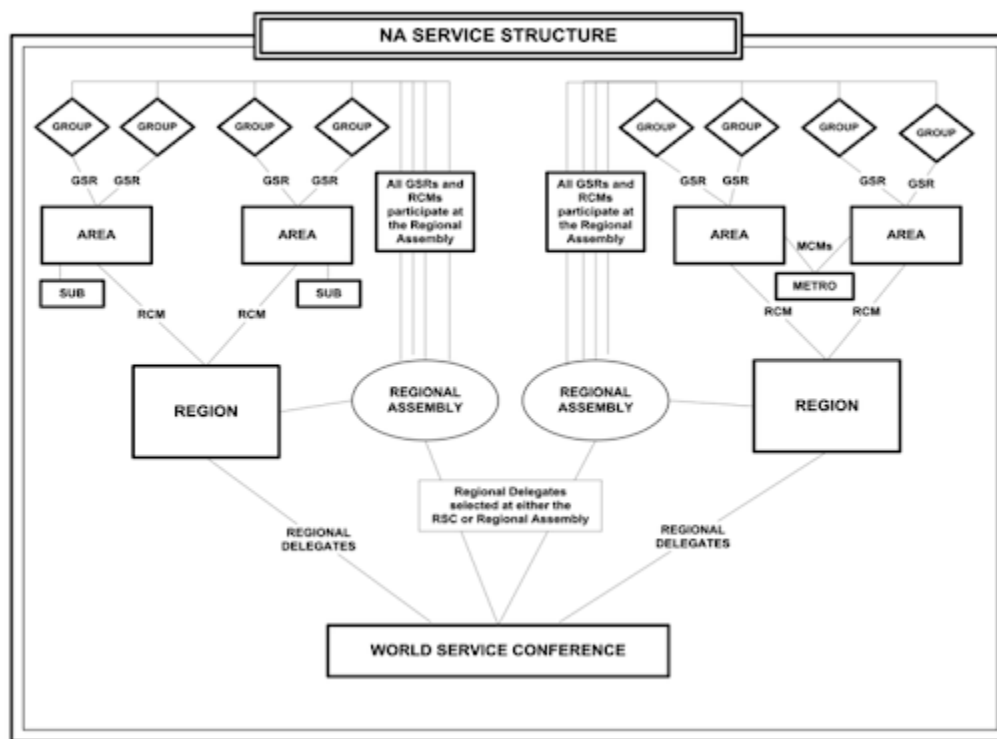 NA SERVICE STRUCTURE
GROUP
GROUP
GROUP
GROUP
GROUP
GROUP
GROUP
GROUP
GSR
GSR
GSR
GSR
GSR
GSR
GSR
GSR
All GSRs and
RCMs
participate at
the Regional
Assembly
All GSRs and
RCMs
participate at
the Regional
Assembly
AREA
AREA
AREA
AREA
MCMs
SUB
SUB
METRO
RCM
RCM
RCM
RCM
REGION
REGIONAL
ASSEMBLY
REGIONAL
ASSEMBLY
REGION
Regional Delegates
selected at either the
RSC or Regional Assembly
REGIONAL
DELEGATES
REGIONAL
DELEGATES
WORLD SERVICE CONFERENCE